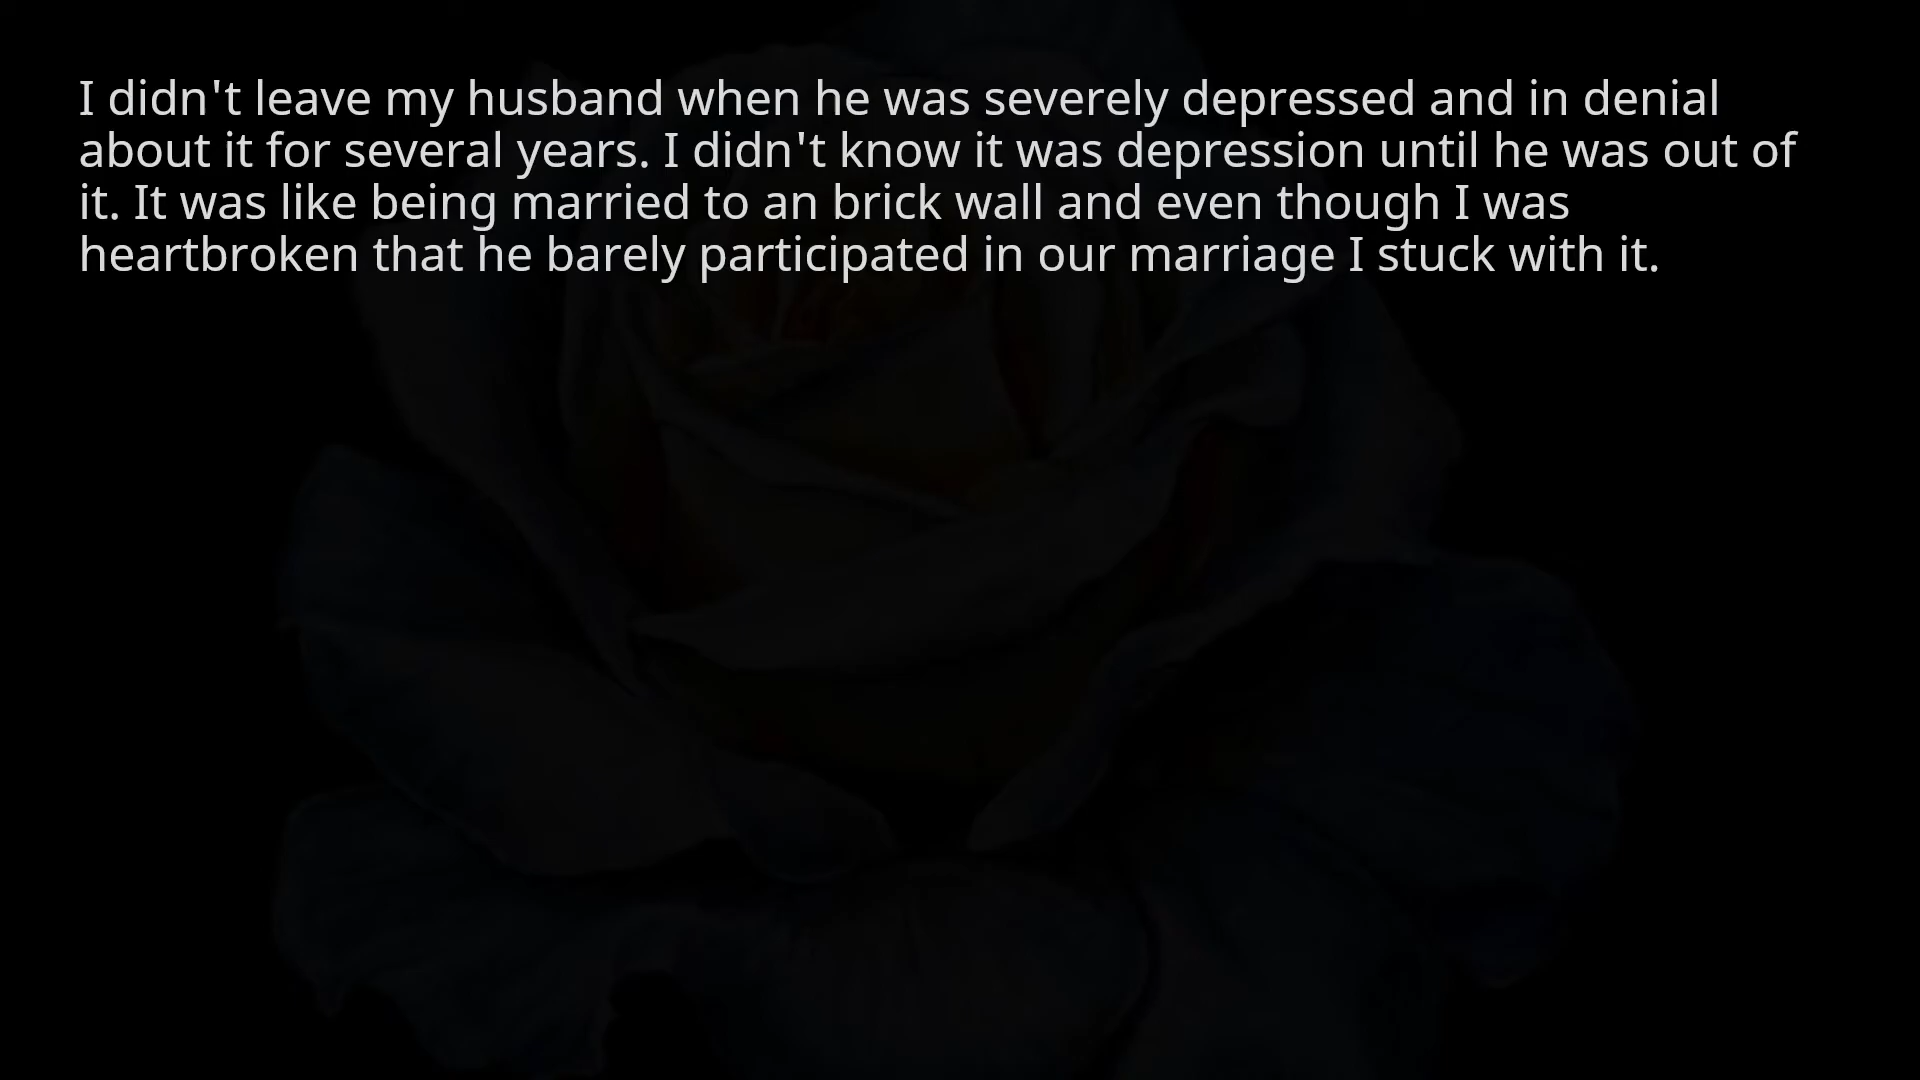 I didn't leave my husband when he was severely depressed and in denial
about it for several years. I didn't know it was depression until he was out of
it. It was like being married to an brick wall and even though I was
heartbroken that he barely participated in our marriage I stuck with it.